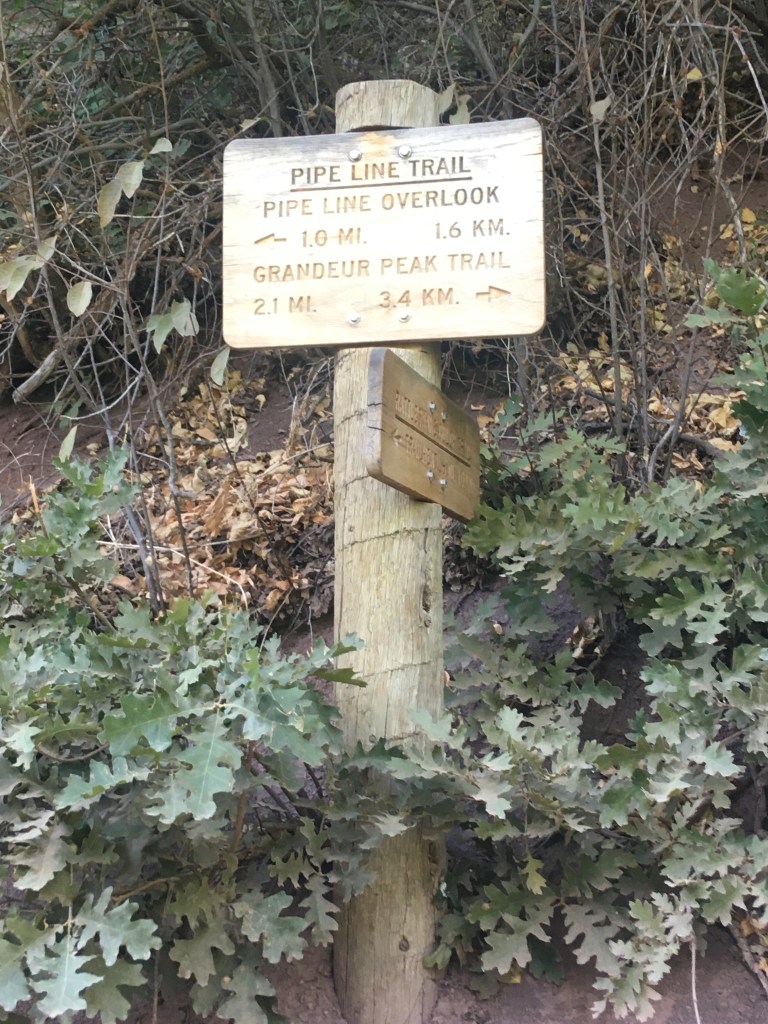 PIPE LINE TRAIL
PIPE LINE OVERLOOK
← 1.0 MI. 1.6 KM.
GRANDEUR PEAK TRAIL
2.1 MI. 3.4 KM. →